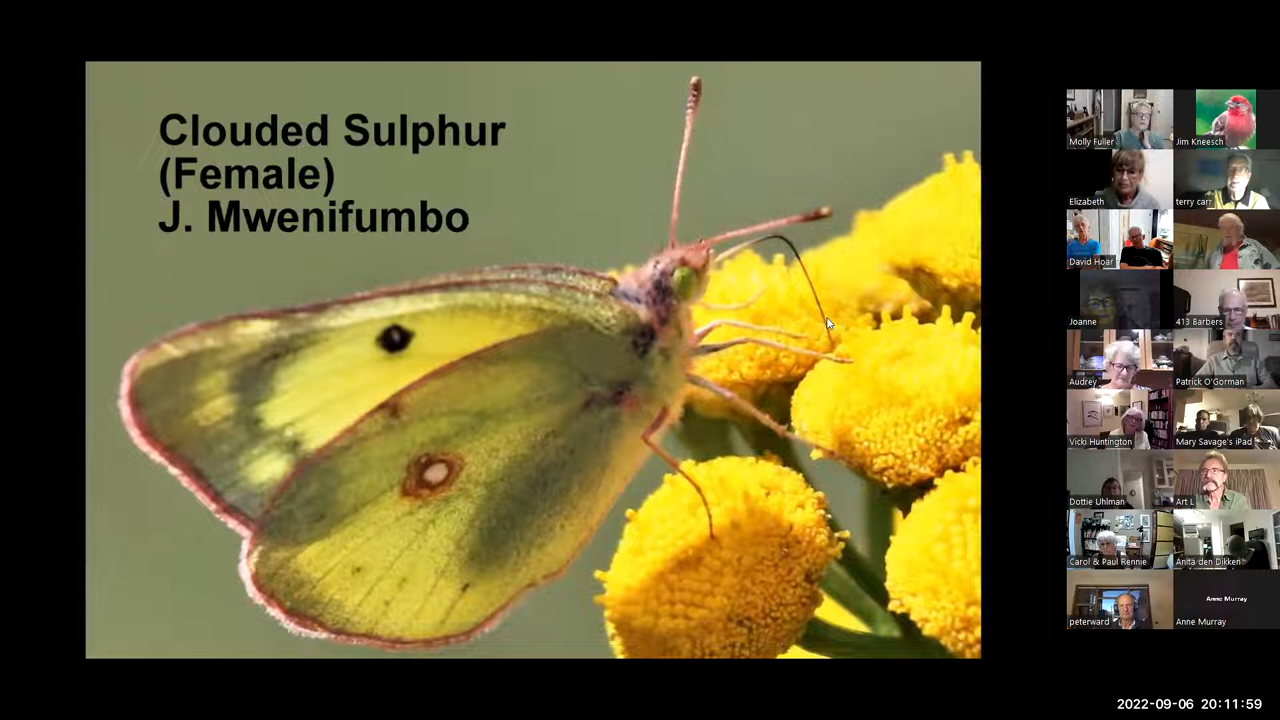 Clouded Sulphur
(Female)
J. Mwenifumbo
Molly Fuller
Jim Kneesch
Elizabeth
terry carr
David Hoar
Joanne
413 Barbers
Audrey
Patrick O'Gorman
Vicki Huntington
Mary Savage's iPad
Dottie Uhlman
Art L
Carol & Paul Rennie
Anita den Dikken
peterward
Anne Murray
Anne Murray
2022-09-06 20:11:59